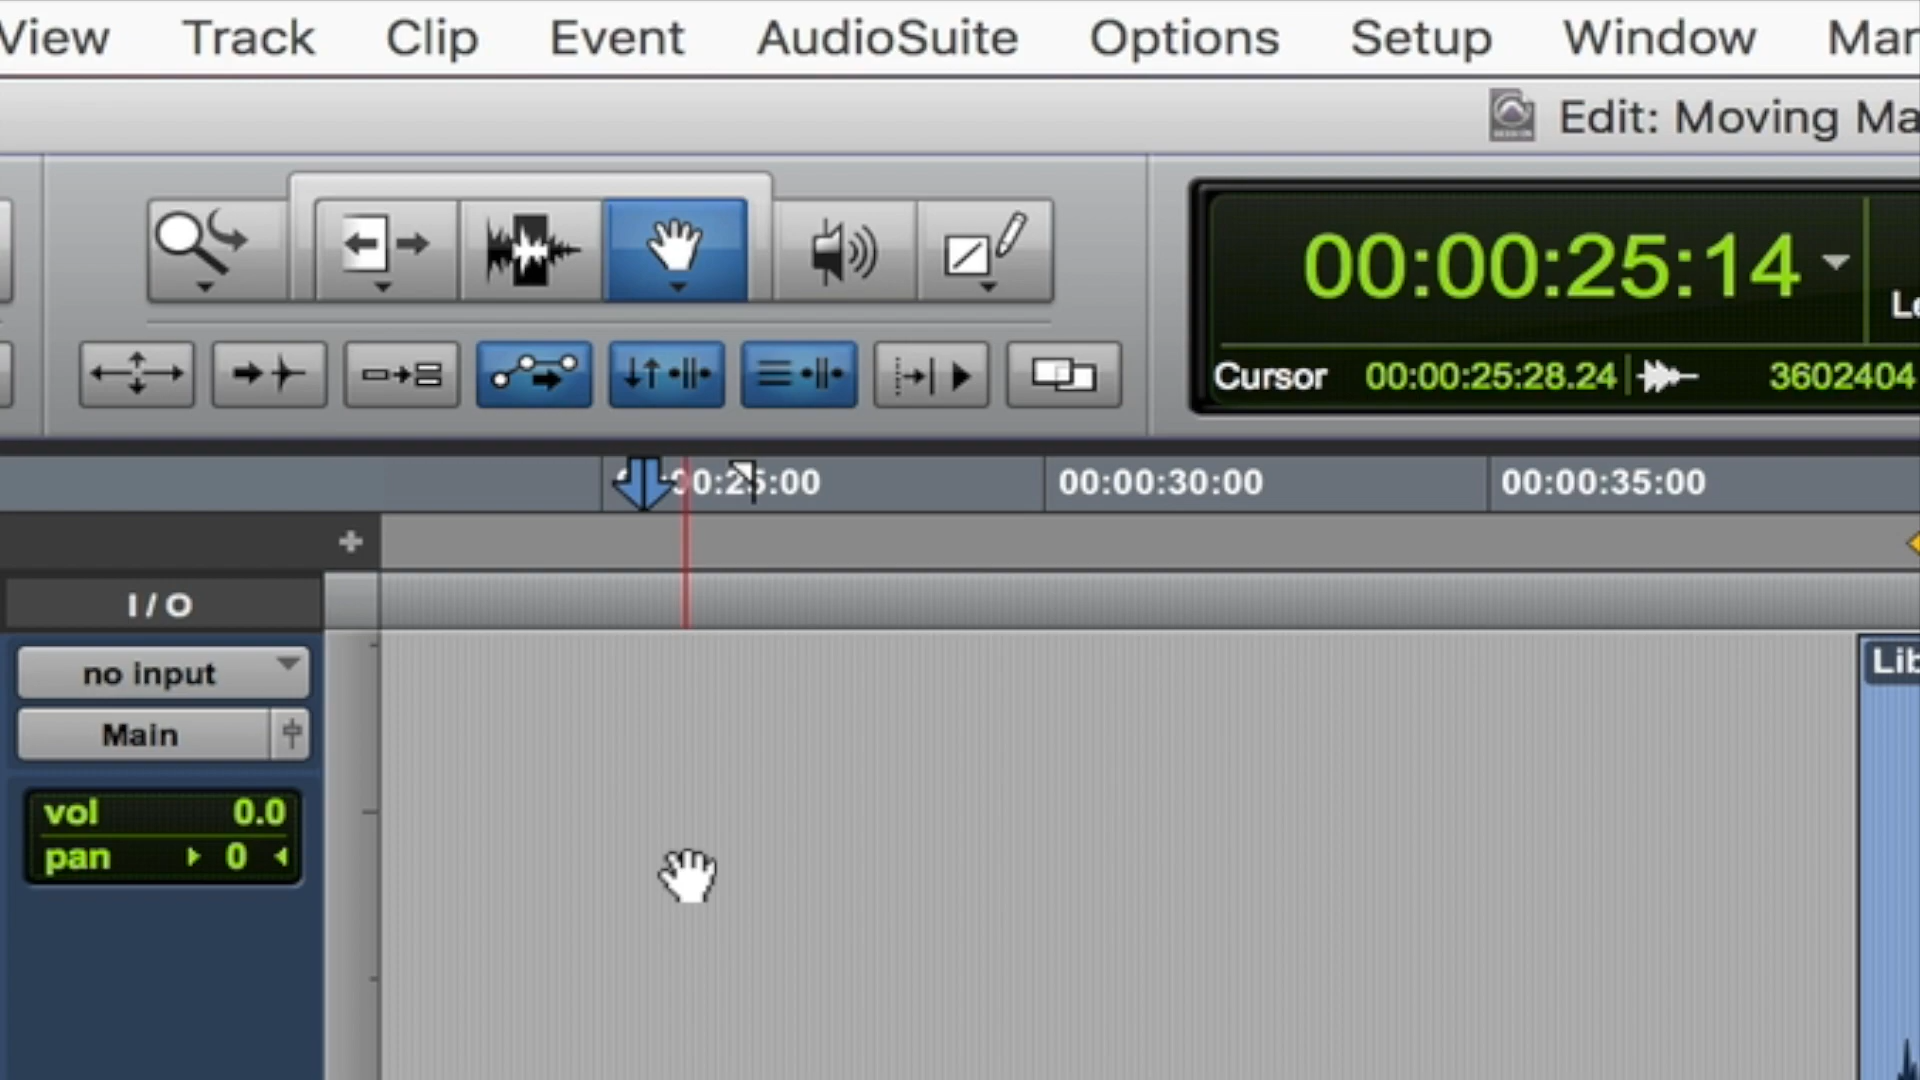 View Track Clip Event AudioSuite Options Setup Window Mar
Edit: Moving Ma
00:00:25:14
Le
Cursor 00:00:25:28.24 3602404
00:25:00 00:00:30:00 00:00:35:00
I / O
no input
Lib
Main
vol 0.0
pan 0